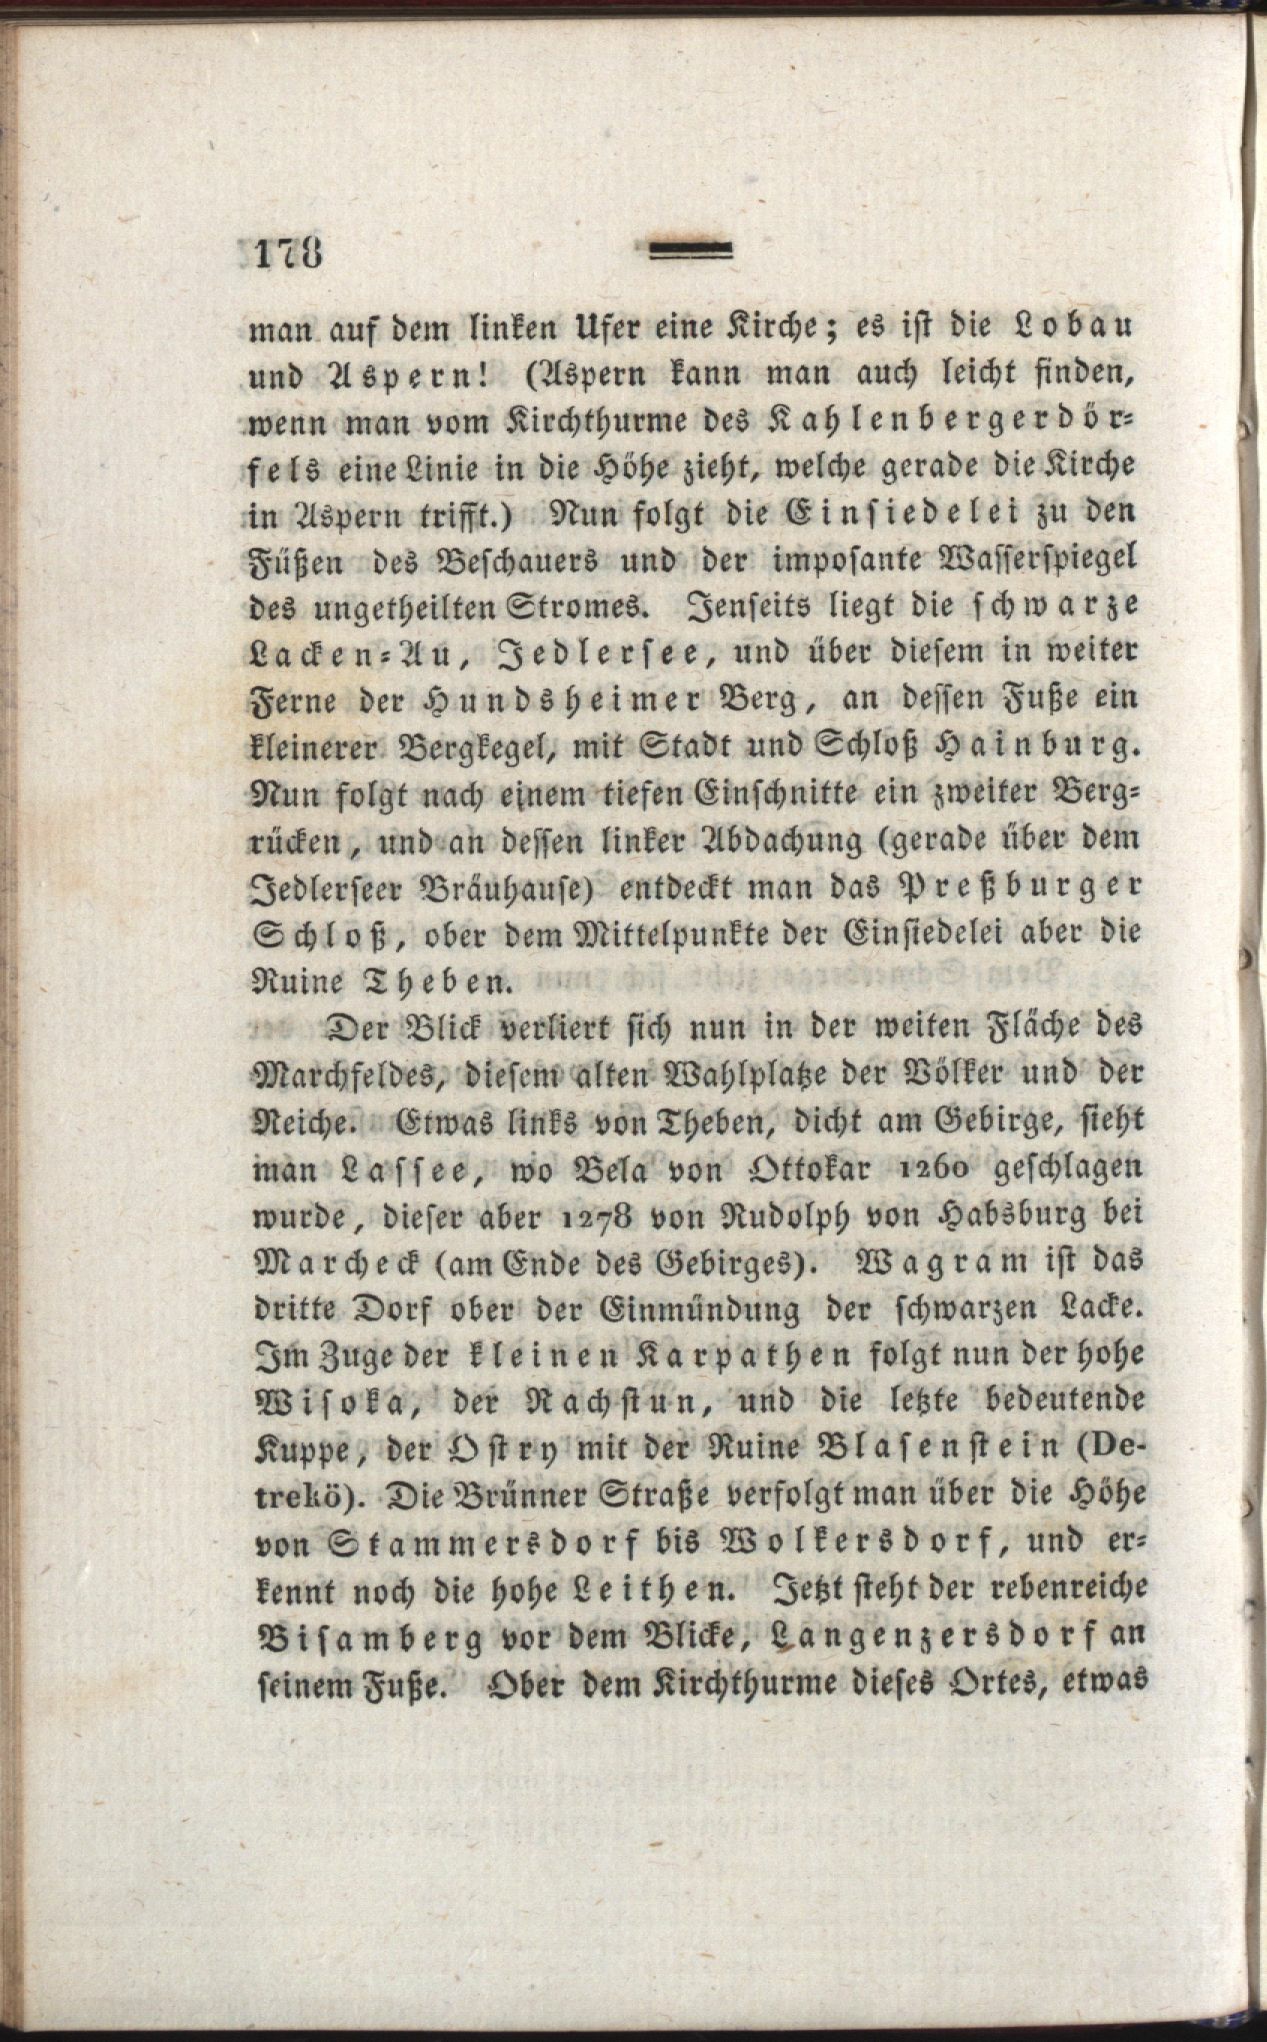 178
man auf dem linken Ufer eine Kirche; es ist die Lobau
und Aspern! (Aspern kann man auch leicht finden,
wenn man vom Kirchthurme des Kahlenbergerdör-
fels eine Linie in die Höhe zieht, welche gerade die Kirche
in Aspern trifft.) Nun folgt die Einsiedelei zu den
Füßen des Beschauers und der imposante Wasserspiegel
des ungetheilten Stromes. Jenseits liegt die schwarze
Lacken-Au, Jedlersee, und über diesem in weiter
Ferne der Hundsheimer Berg, an dessen Fuße ein
kleinerer Bergkegel, mit Stadt und Schloß Hainburg.
Nun folgt nach einem tiefen Einschnitte ein zweiter Berg-
rücken, und an dessen linker Abdachung (gerade über dem
Jedlerseer Bräuhause) entdeckt man das Preßburger
Schloß, ober dem Mittelpunkte der Einsiedelei aber die
Ruine Theben.
Der Blick verliert sich nun in der weiten Fläche des
Marchfeldes, diesem alten Wahlplatze der Völker und der
Reiche. Etwas links von Theben, dicht am Gebirge, sieht
man Lassee, wo Bela von Ottokar 1260 geschlagen
wurde, dieser aber 1278 von Rudolph von Habsburg bei
Marcheck (am Ende des Gebirges). Wagram ist das
dritte Dorf ober der Einmündung der schwarzen Lacke.
Im Zuge der kleinen Karpathen folgt nun der hohe
Wisoka, der Rachstun, und die letzte bedeutende
Kuppe, der Ostry mit der Ruine Blasenstein (De-
trekö). Die Brünner Straße verfolgt man über die Höhe
von Stammersdorf bis Wolkersdorf, und er-
kennt noch die hohe Leithen. Jetzt steht der rebenreiche
Bisamberg vor dem Blicke, Langenzersdorf an
seinem Fuße. Ober dem Kirchthurme dieses Ortes, etwas